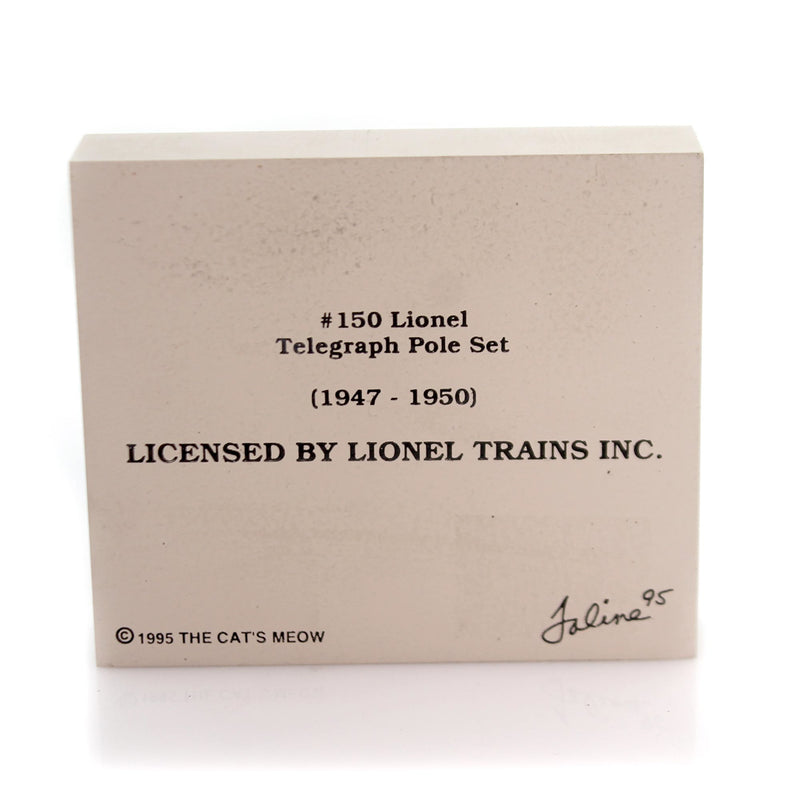 #150 Lionel
Telegraph Pole Set
(1947 - 1950)
LICENSED BY LIONEL TRAINS INC.
© 1995 THE CAT'S MEOW
Faline 95